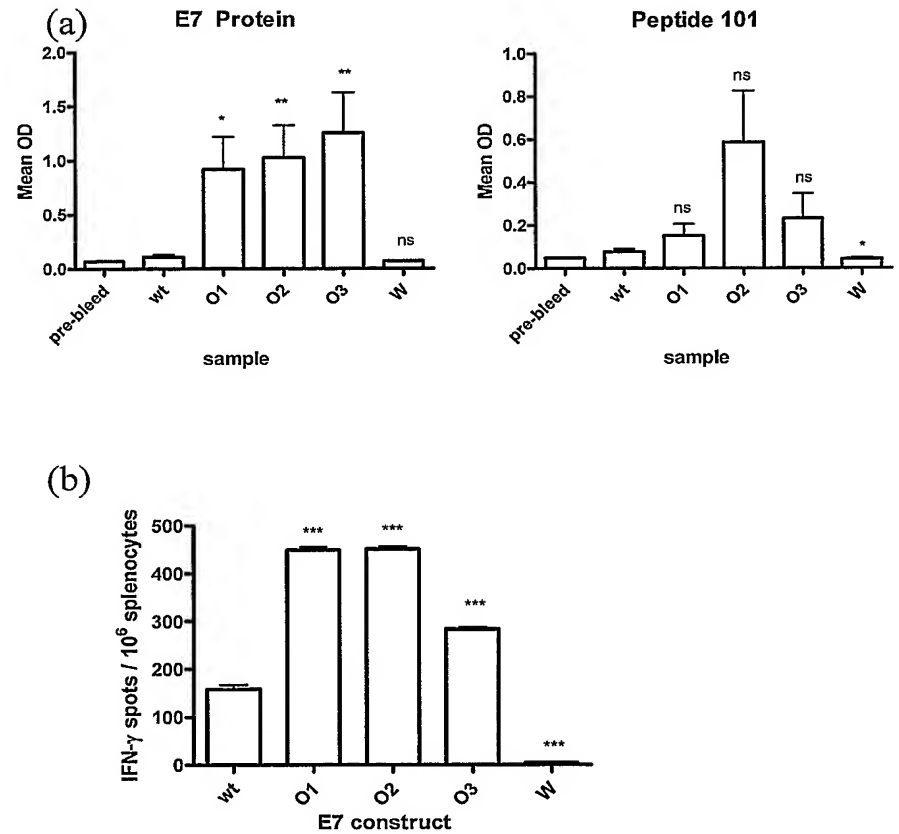 (a)
E7 Protein
Mean OD
2.0
1.5
1.0
0.5
0.0
*
**
**
ns
pre-bleed
wt
O1
O2
O3
W
sample
Peptide 101
Mean OD
1.0
0.8
0.6
0.4
0.2
0.0
ns
ns
ns
*
pre-bleed
wt
O1
O2
O3
W
sample
(b)
IFN-γ spots / 10⁶ splenocytes
500
400
300
200
100
0
***
***
***
***
wt
O1
O2
O3
W
E7 construct